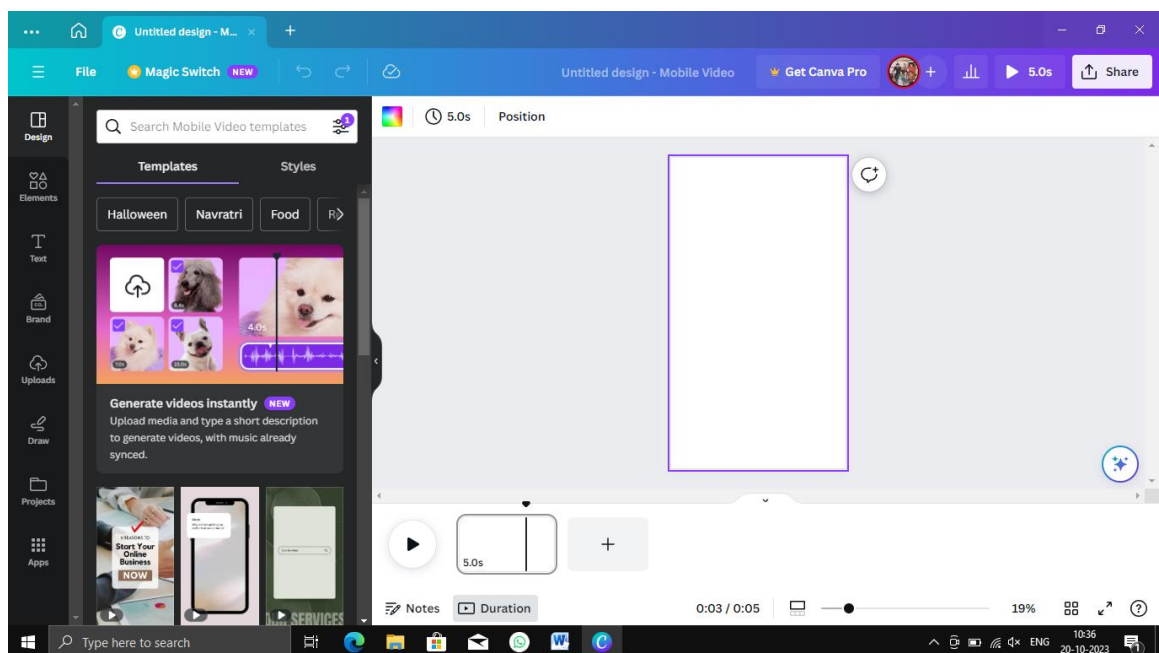 Untitled design - M...
File
Magic Switch NEW
Untitled design - Mobile Video
Get Canva Pro
5.0s
Share
Design
Elements
Text
Brand
Uploads
Draw
Projects
Apps
Search Mobile Video templates
1
Templates
Styles
Halloween
Navratri
Food
4.0s
Generate videos instantly NEW
Upload media and type a short description
to generate videos, with music already
synced.
Start Your
Online
Business
NOW
SERVICES
5.0s
Position
5.0s
Notes
Duration
0:03 / 0:05
19%
Type here to search
ENG
10:36
20-10-2023